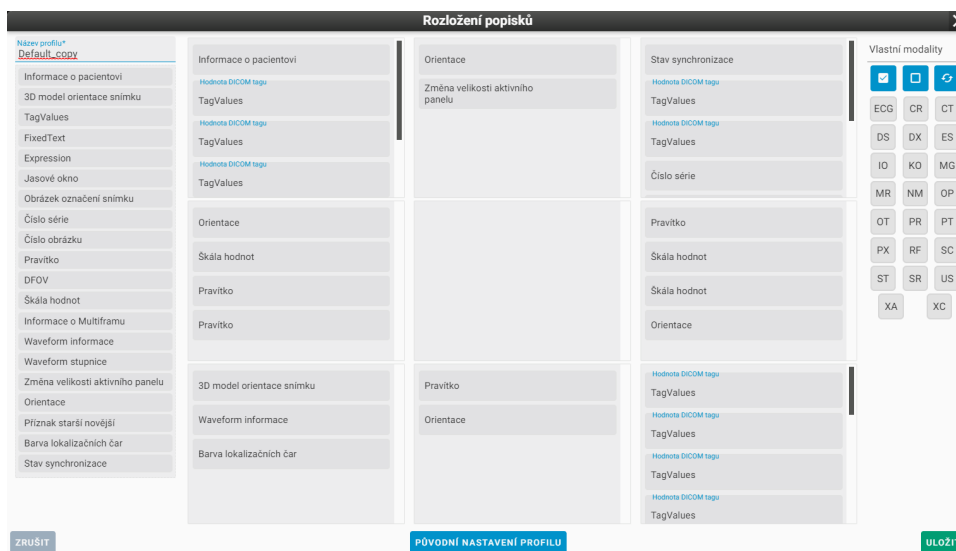 Rozložení popisků
Název profilu*
Default_copy
Informace o pacientovi
3D model orientace snímku
TagValues
FixedText
Expression
Jasové okno
Obrázek označení snímku
Číslo série
Číslo obrázku
Pravítko
DFOV
Škála hodnot
Informace o Multiframu
Waveform informace
Waveform stupnice
Změna velikosti aktivního panelu
Orientace
Příznak starší novější
Barva lokalizačních čar
Stav synchronizace
Informace o pacientovi
Hodnota DICOM tagu
TagValues
Hodnota DICOM tagu
TagValues
Hodnota DICOM tagu
TagValues
Orientace
Změna velikosti aktivního
panelu
Stav synchronizace
Hodnota DICOM tagu
TagValues
Hodnota DICOM tagu
TagValues
Číslo série
Orientace
Škála hodnot
Pravítko
Pravítko
Pravítko
Škála hodnot
Škála hodnot
Orientace
3D model orientace snímku
Waveform informace
Barva lokalizačních čar
Pravítko
Orientace
Hodnota DICOM tagu
TagValues
Hodnota DICOM tagu
TagValues
Hodnota DICOM tagu
TagValues
Hodnota DICOM tagu
TagValues
Vlastní modality
ECG CR CT
DS DX ES
IO KO MG
MR NM OP
OT PR PT
PX RF SC
ST SR US
XA XC
ZRUŠIT
PŮVODNÍ NASTAVENÍ PROFILU
ULOŽIT